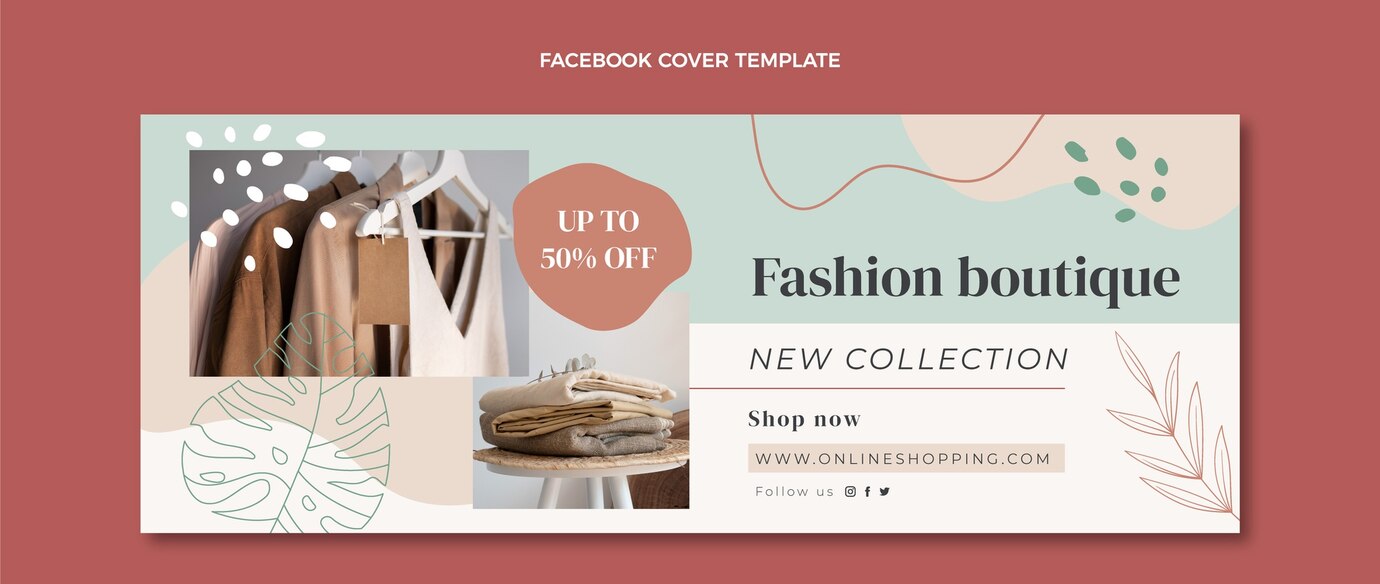 FACEBOOK COVER TEMPLATE
UP TO
50% OFF
Fashion boutique
NEW COLLECTION
Shop now
WWW.ONLINESHOPPING.COM
Follow us